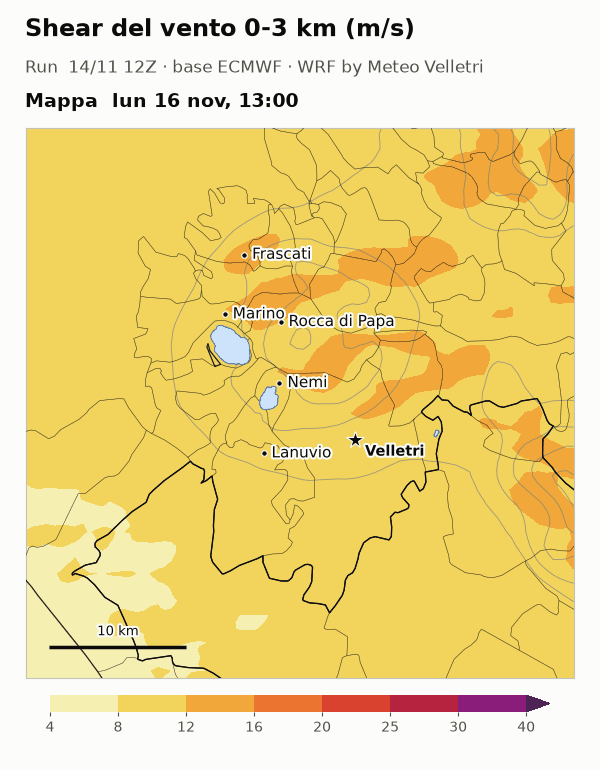 Shear del vento 0-3 km (m/s)
Run  14/11 12Z · base ECMWF · WRF by Meteo Velletri
Mappa  lun 16 nov, 13:00
Frascati
Marino
Rocca di Papa
Nemi
Velletri
Lanuvio
10 km
4 8 12 16 20 25 30 40